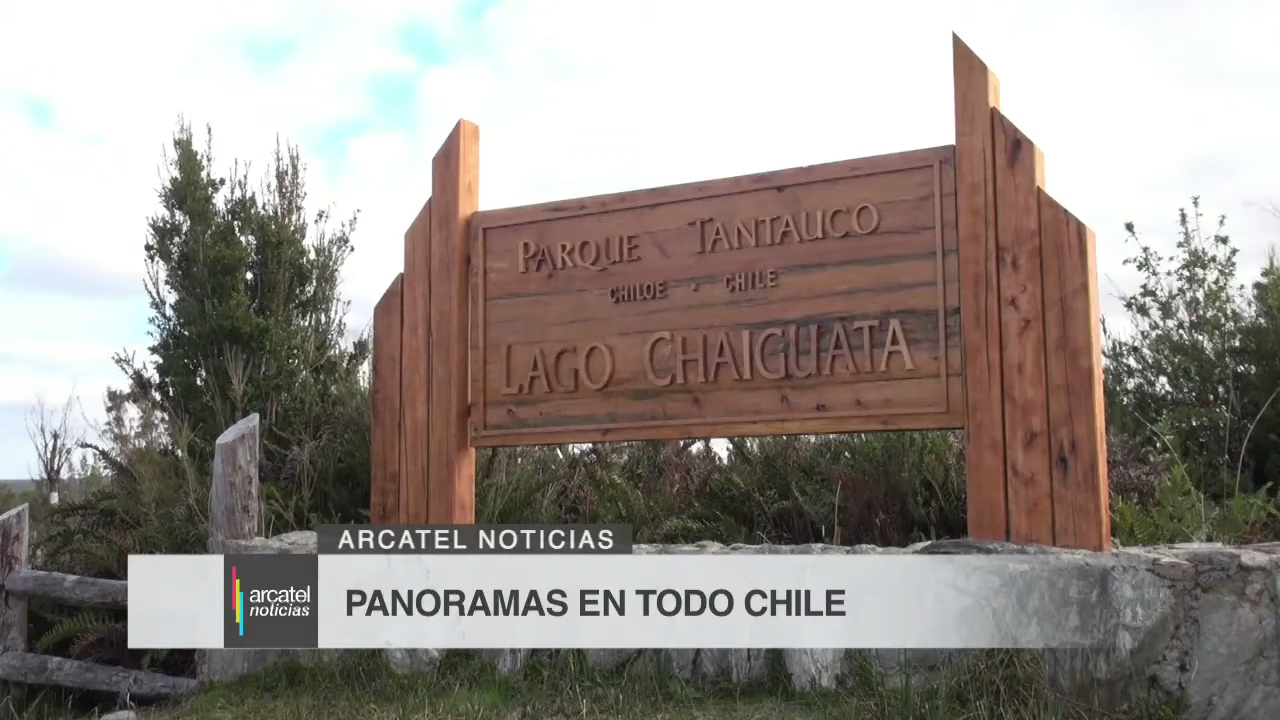 PARQUE TANTAUCO
CHILOE • CHILE
LAGO CHAIGUATA
ARCATEL NOTICIAS
arcatel
noticias
PANORAMAS EN TODO CHILE